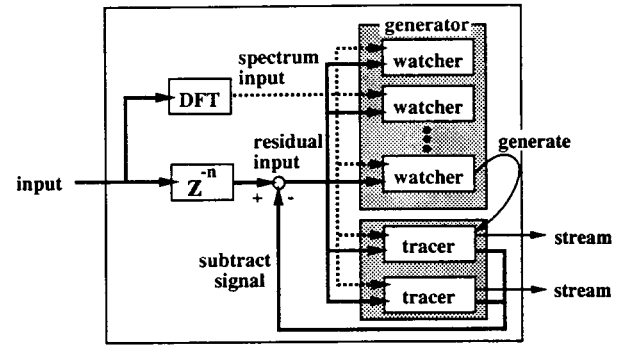 generator
watcher
spectrum
input
DFT
watcher
residual
input
generate
watcher
input
Z-n
+ -
tracer
stream
subtract
signal
tracer
stream